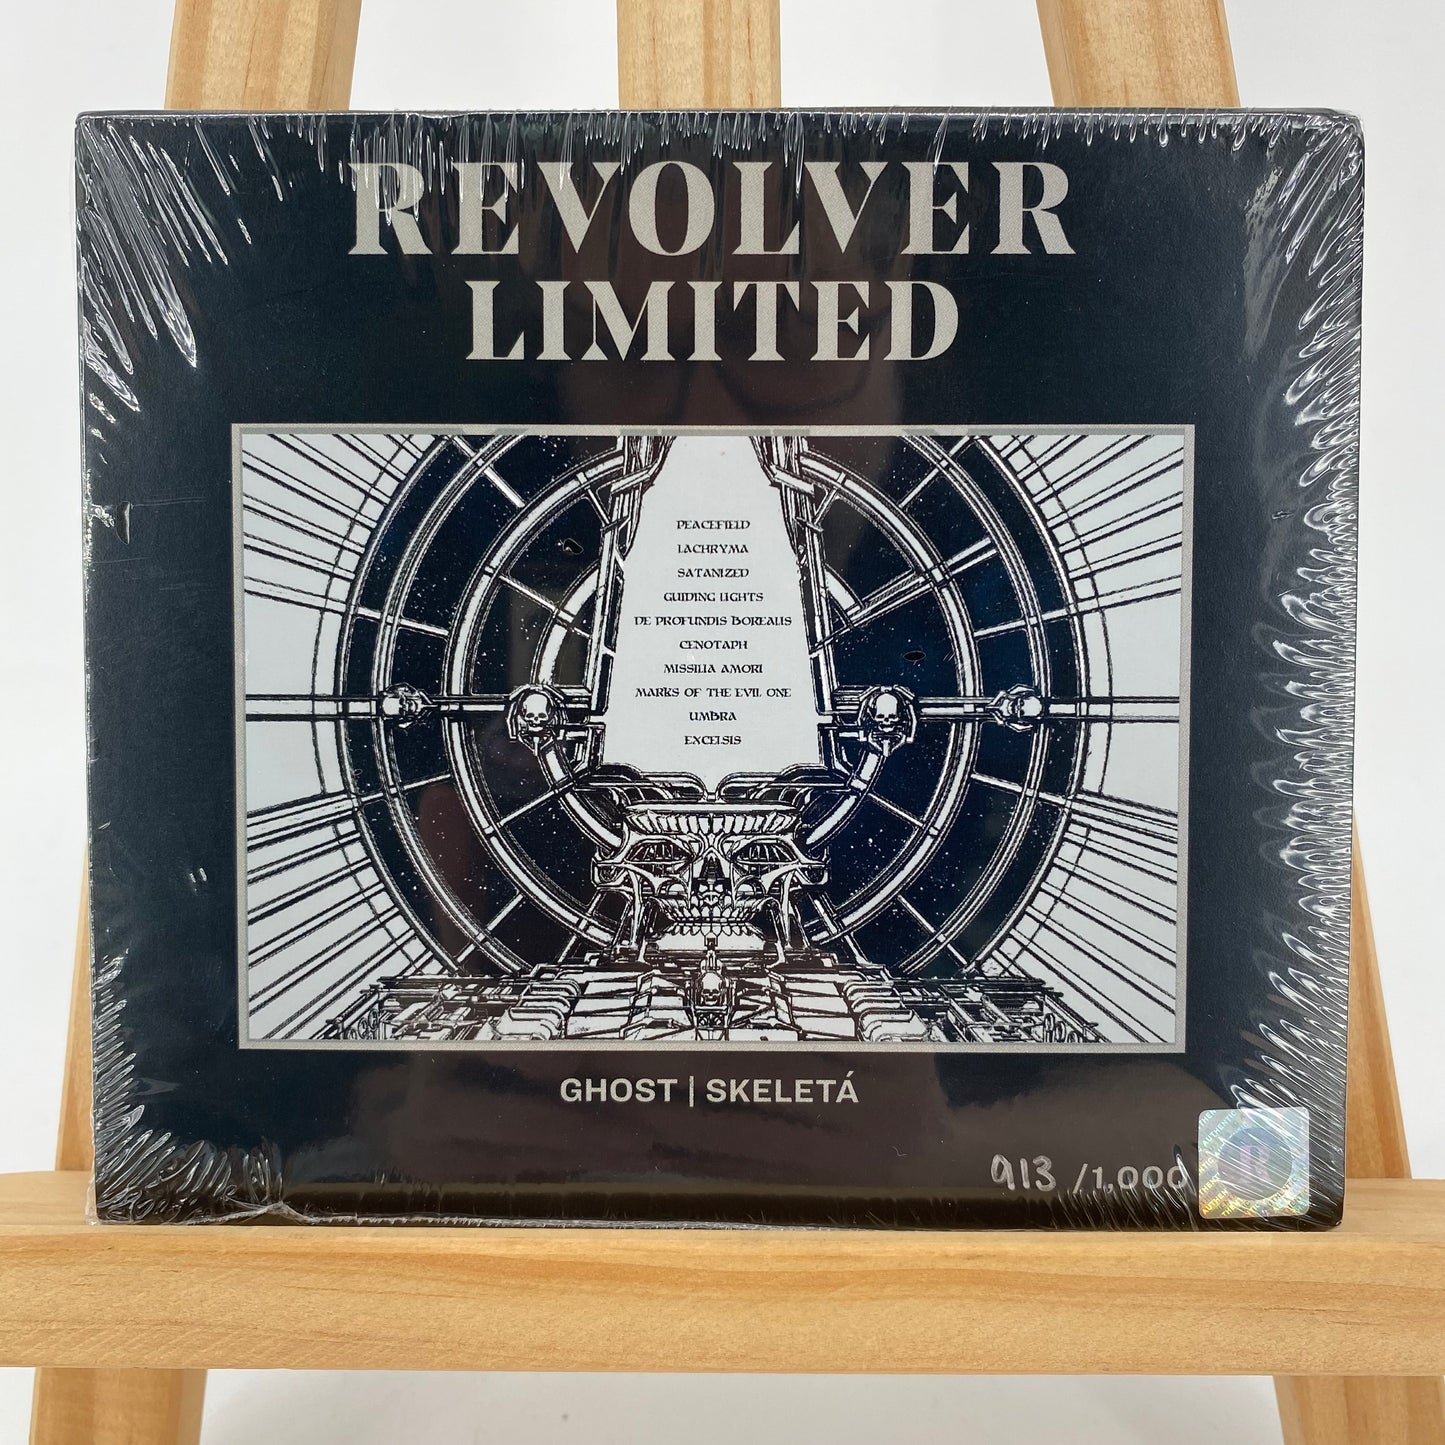 REVOLVER
LIMITED
PEACEFIELD
LACHRYMA
SATANIZED
GUIDING LIGHTS
DE PROFUNDIS BOREALIS
CENOTAPH
MISSILIA AMORI
MARKS OF THE EVIL ONE
UMBRA
EXCELSIS
GHOST | SKELETÁ
913 /1,000
R